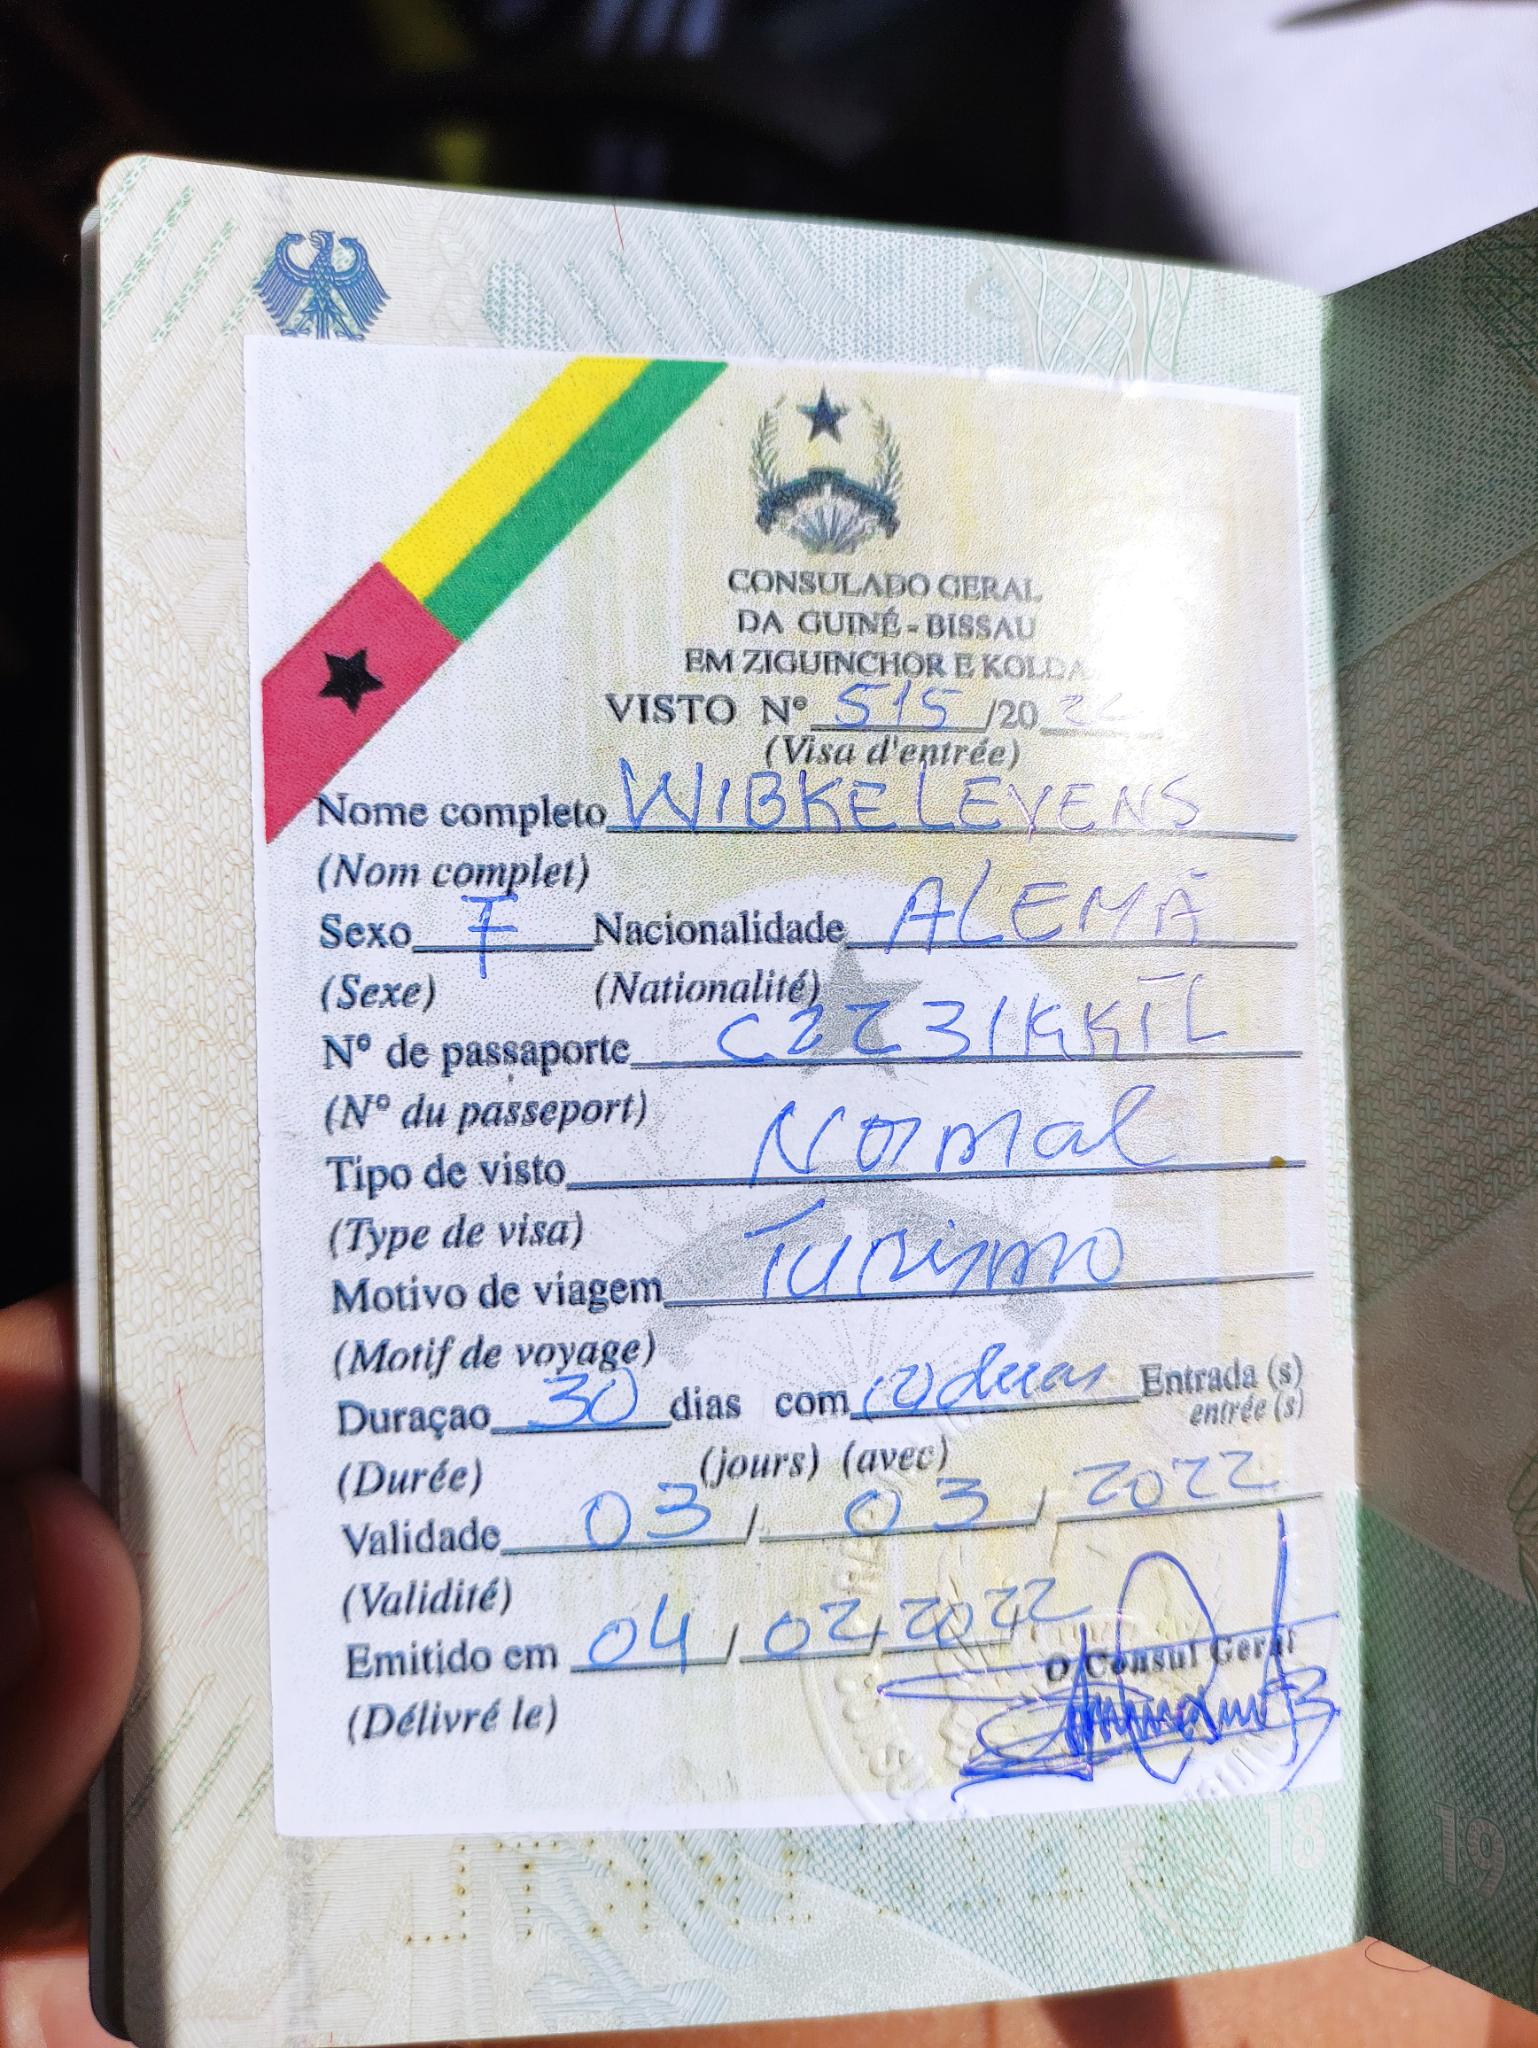 CONSULADO GERAL
DA GUINÉ - BISSAU
EM ZIGUINCHOR E KOLDA
VISTO Nº 515 /20 22
(Visa d'entrée)
Nome completo WIBKE LEVENS
(Nom complet)
Sexo F Nacionalidade ALEMÃ
(Sexe) (Nationalité)
Nº de passaporte
(Nº du passeport)
Tipo de visto Normal
(Type de visa)
Motivo de viagem Turismo
(Motif de voyage)
Duraçao 30 dias com (2) duas Entrada (s)
entrée (s)
(Durée) (jours) (avec)
Validade 03 / 03 / 2022
(Validité)
Emitido em 04 / 02 / 2022
O Consul Geral
(Délivré le)
18
19